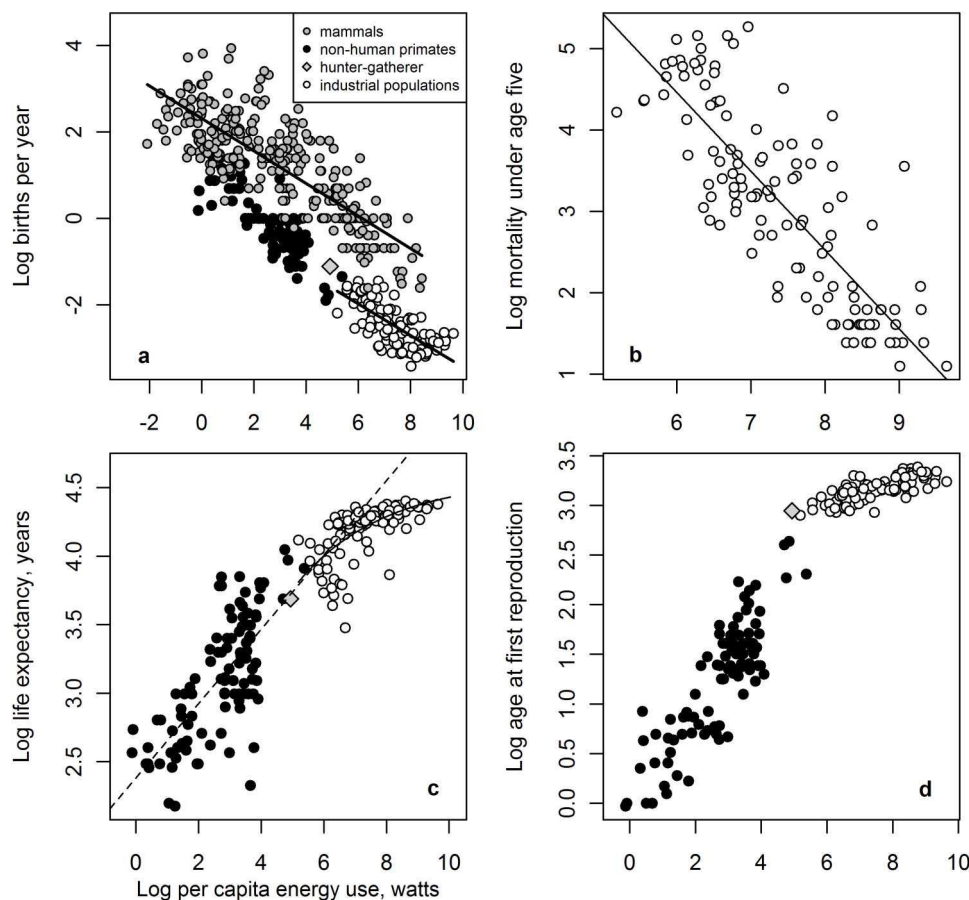 Log births per year
4
2
0
-2
mammals
non-human primates
hunter-gatherer
industrial populations
a
-2 0 2 4 6 8 10
Log mortality under age five
5
4
3
2
1
b
6 7 8 9
Log life expectancy, years
4.5
4.0
3.5
3.0
2.5
c
0 2 4 6 8 10
Log per capita energy use, watts
Log age at first reproduction
3.5
3.0
2.5
2.0
1.5
1.0
0.5
0.0
d
0 2 4 6 8 10